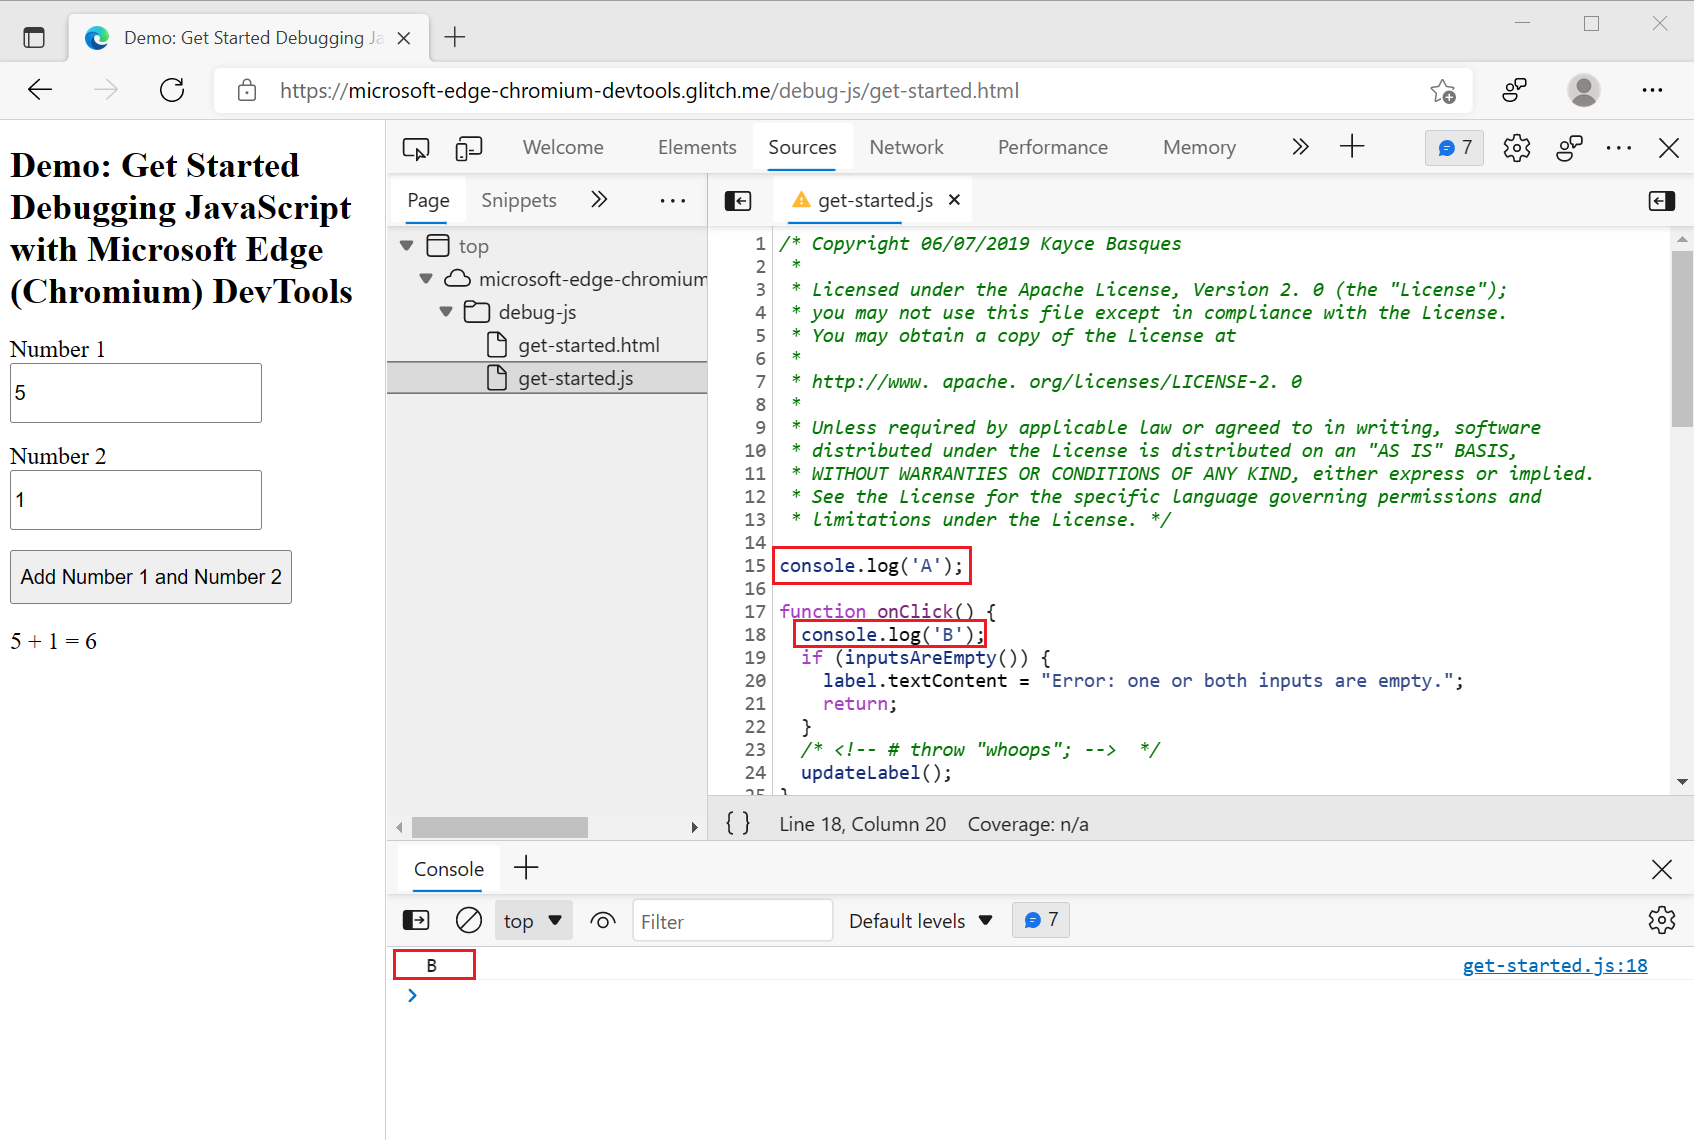 Demo: Get Started Debugging Ja
https://microsoft-edge-chromium-devtools.glitch.me/debug-js/get-started.html
Demo: Get Started
Debugging JavaScript
with Microsoft Edge
(Chromium) DevTools
Number 1
5
Number 2
1
Add Number 1 and Number 2
5 + 1 = 6
Welcome Elements Sources Network Performance Memory 7
Page Snippets
top
microsoft-edge-chromium
debug-js
get-started.html
get-started.js
get-started.js
1 /* Copyright 06/07/2019 Kayce Basques
2 *
3 * Licensed under the Apache License, Version 2. 0 (the "License");
4 * you may not use this file except in compliance with the License.
5 * You may obtain a copy of the License at
6 *
7 * http://www. apache. org/licenses/LICENSE-2. 0
8 *
9 * Unless required by applicable law or agreed to in writing, software
10 * distributed under the License is distributed on an "AS IS" BASIS,
11 * WITHOUT WARRANTIES OR CONDITIONS OF ANY KIND, either express or implied.
12 * See the License for the specific language governing permissions and
13 * limitations under the License. */
14
15 console.log('A');
16
17 function onClick() {
18 console.log('B');
19 if (inputsAreEmpty()) {
20 label.textContent = "Error: one or both inputs are empty.";
21 return;
22 }
23 /* <!-- # throw "whoops"; --> */
24 updateLabel();
25 }
{ } Line 18, Column 20 Coverage: n/a
Console
top Filter Default levels 7
B get-started.js:18